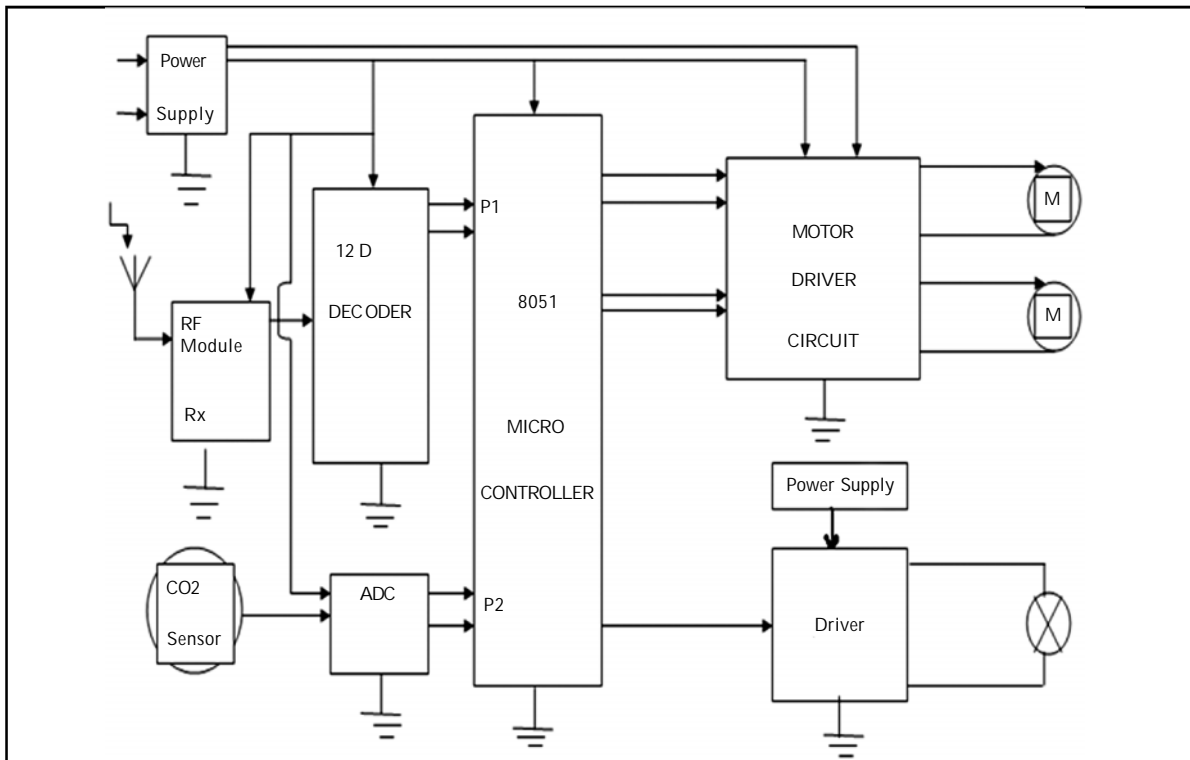 Power
Supply
12 D
DECODER
RF
Module
Rx
P1
8051
MICRO
CONTROLLER
P2
MOTOR
DRIVER
CIRCUIT
M
M
CO2
Sensor
ADC
Power Supply
Driver